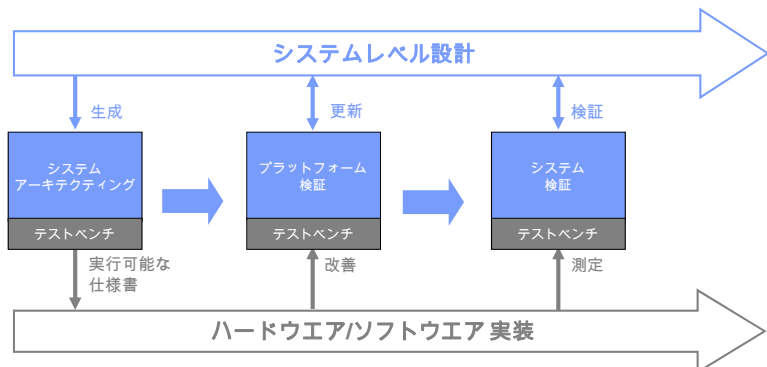 システムレベル設計
生成
更新
検証
システム
アーキテクティング
プラットフォーム
検証
システム
検証
テストベンチ
テストベンチ
テストベンチ
実行可能な
仕様書
改善
測定
ハードウエア/ソフトウエア 実装